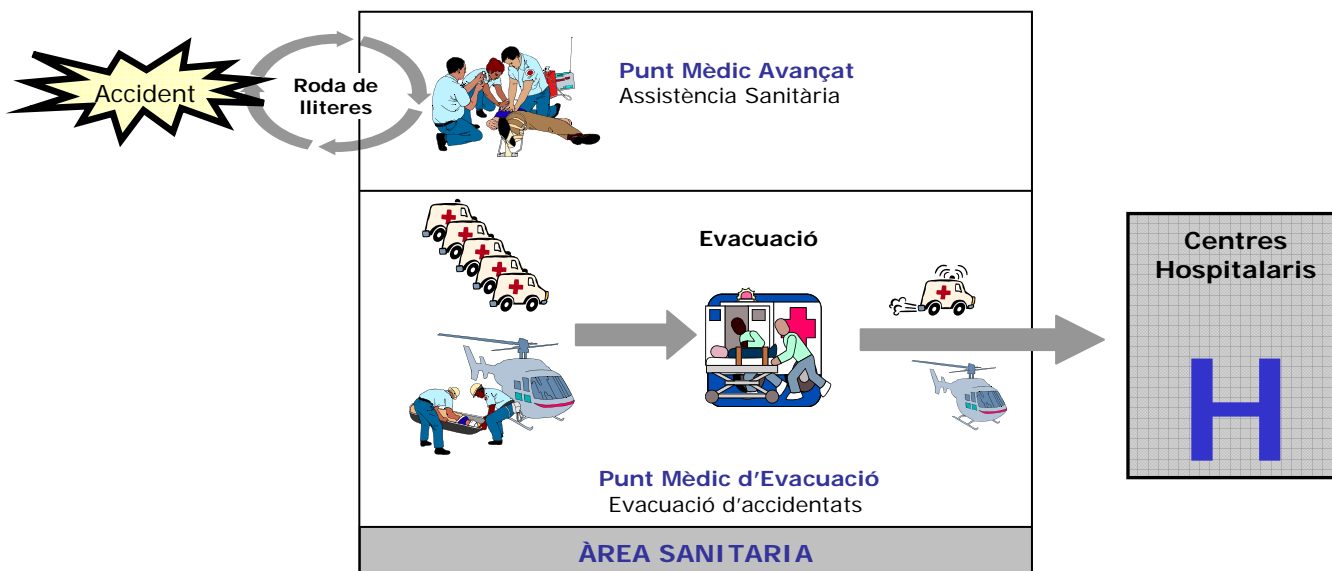 Accident
Roda de
lliteres
Punt Mèdic Avançat
Assistència Sanitària
Evacuació
Centres
Hospitalaris
H
Punt Mèdic d'Evacuació
Evacuació d'accidentats
ÀREA SANITARIA